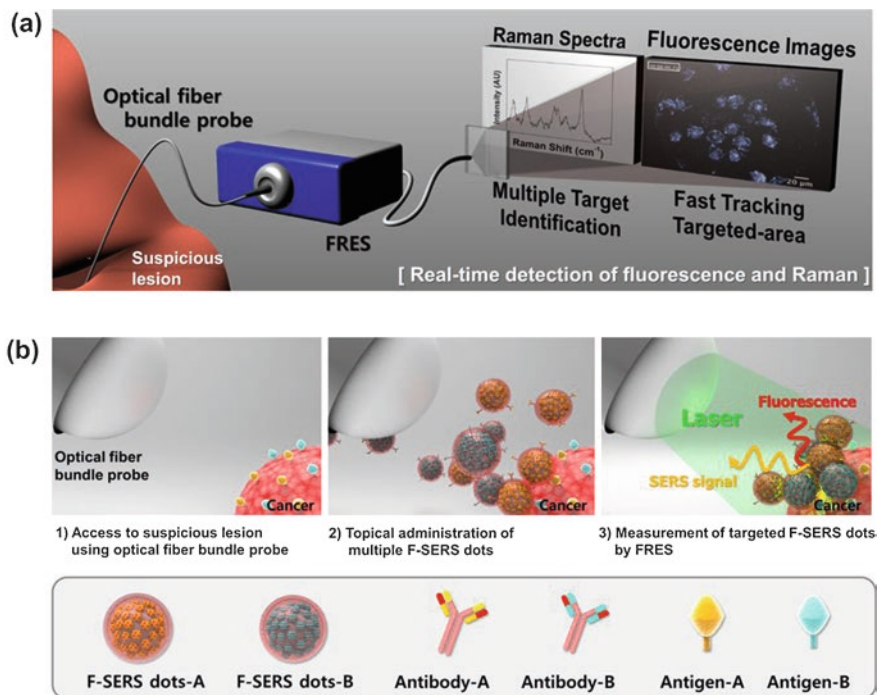 (a)
Optical fiber
bundle probe
Suspicious
lesion
FRES
Raman Spectra
Intensity (AU)
Raman Shift (cm⁻¹)
Multiple Target
Identification
Fluorescence Images
20 μm
Fast Tracking
Targeted-area
[ Real-time detection of fluorescence and Raman ]
(b)
Optical fiber
bundle probe
Cancer
1) Access to suspicious lesion
using optical fiber bundle probe
Cancer
2) Topical administration of
multiple F-SERS dots
Laser
Fluorescence
SERS signal
Cancer
3) Measurement of targeted F-SERS dots
by FRES
F-SERS dots-A
F-SERS dots-B
Antibody-A
Antibody-B
Antigen-A
Antigen-B